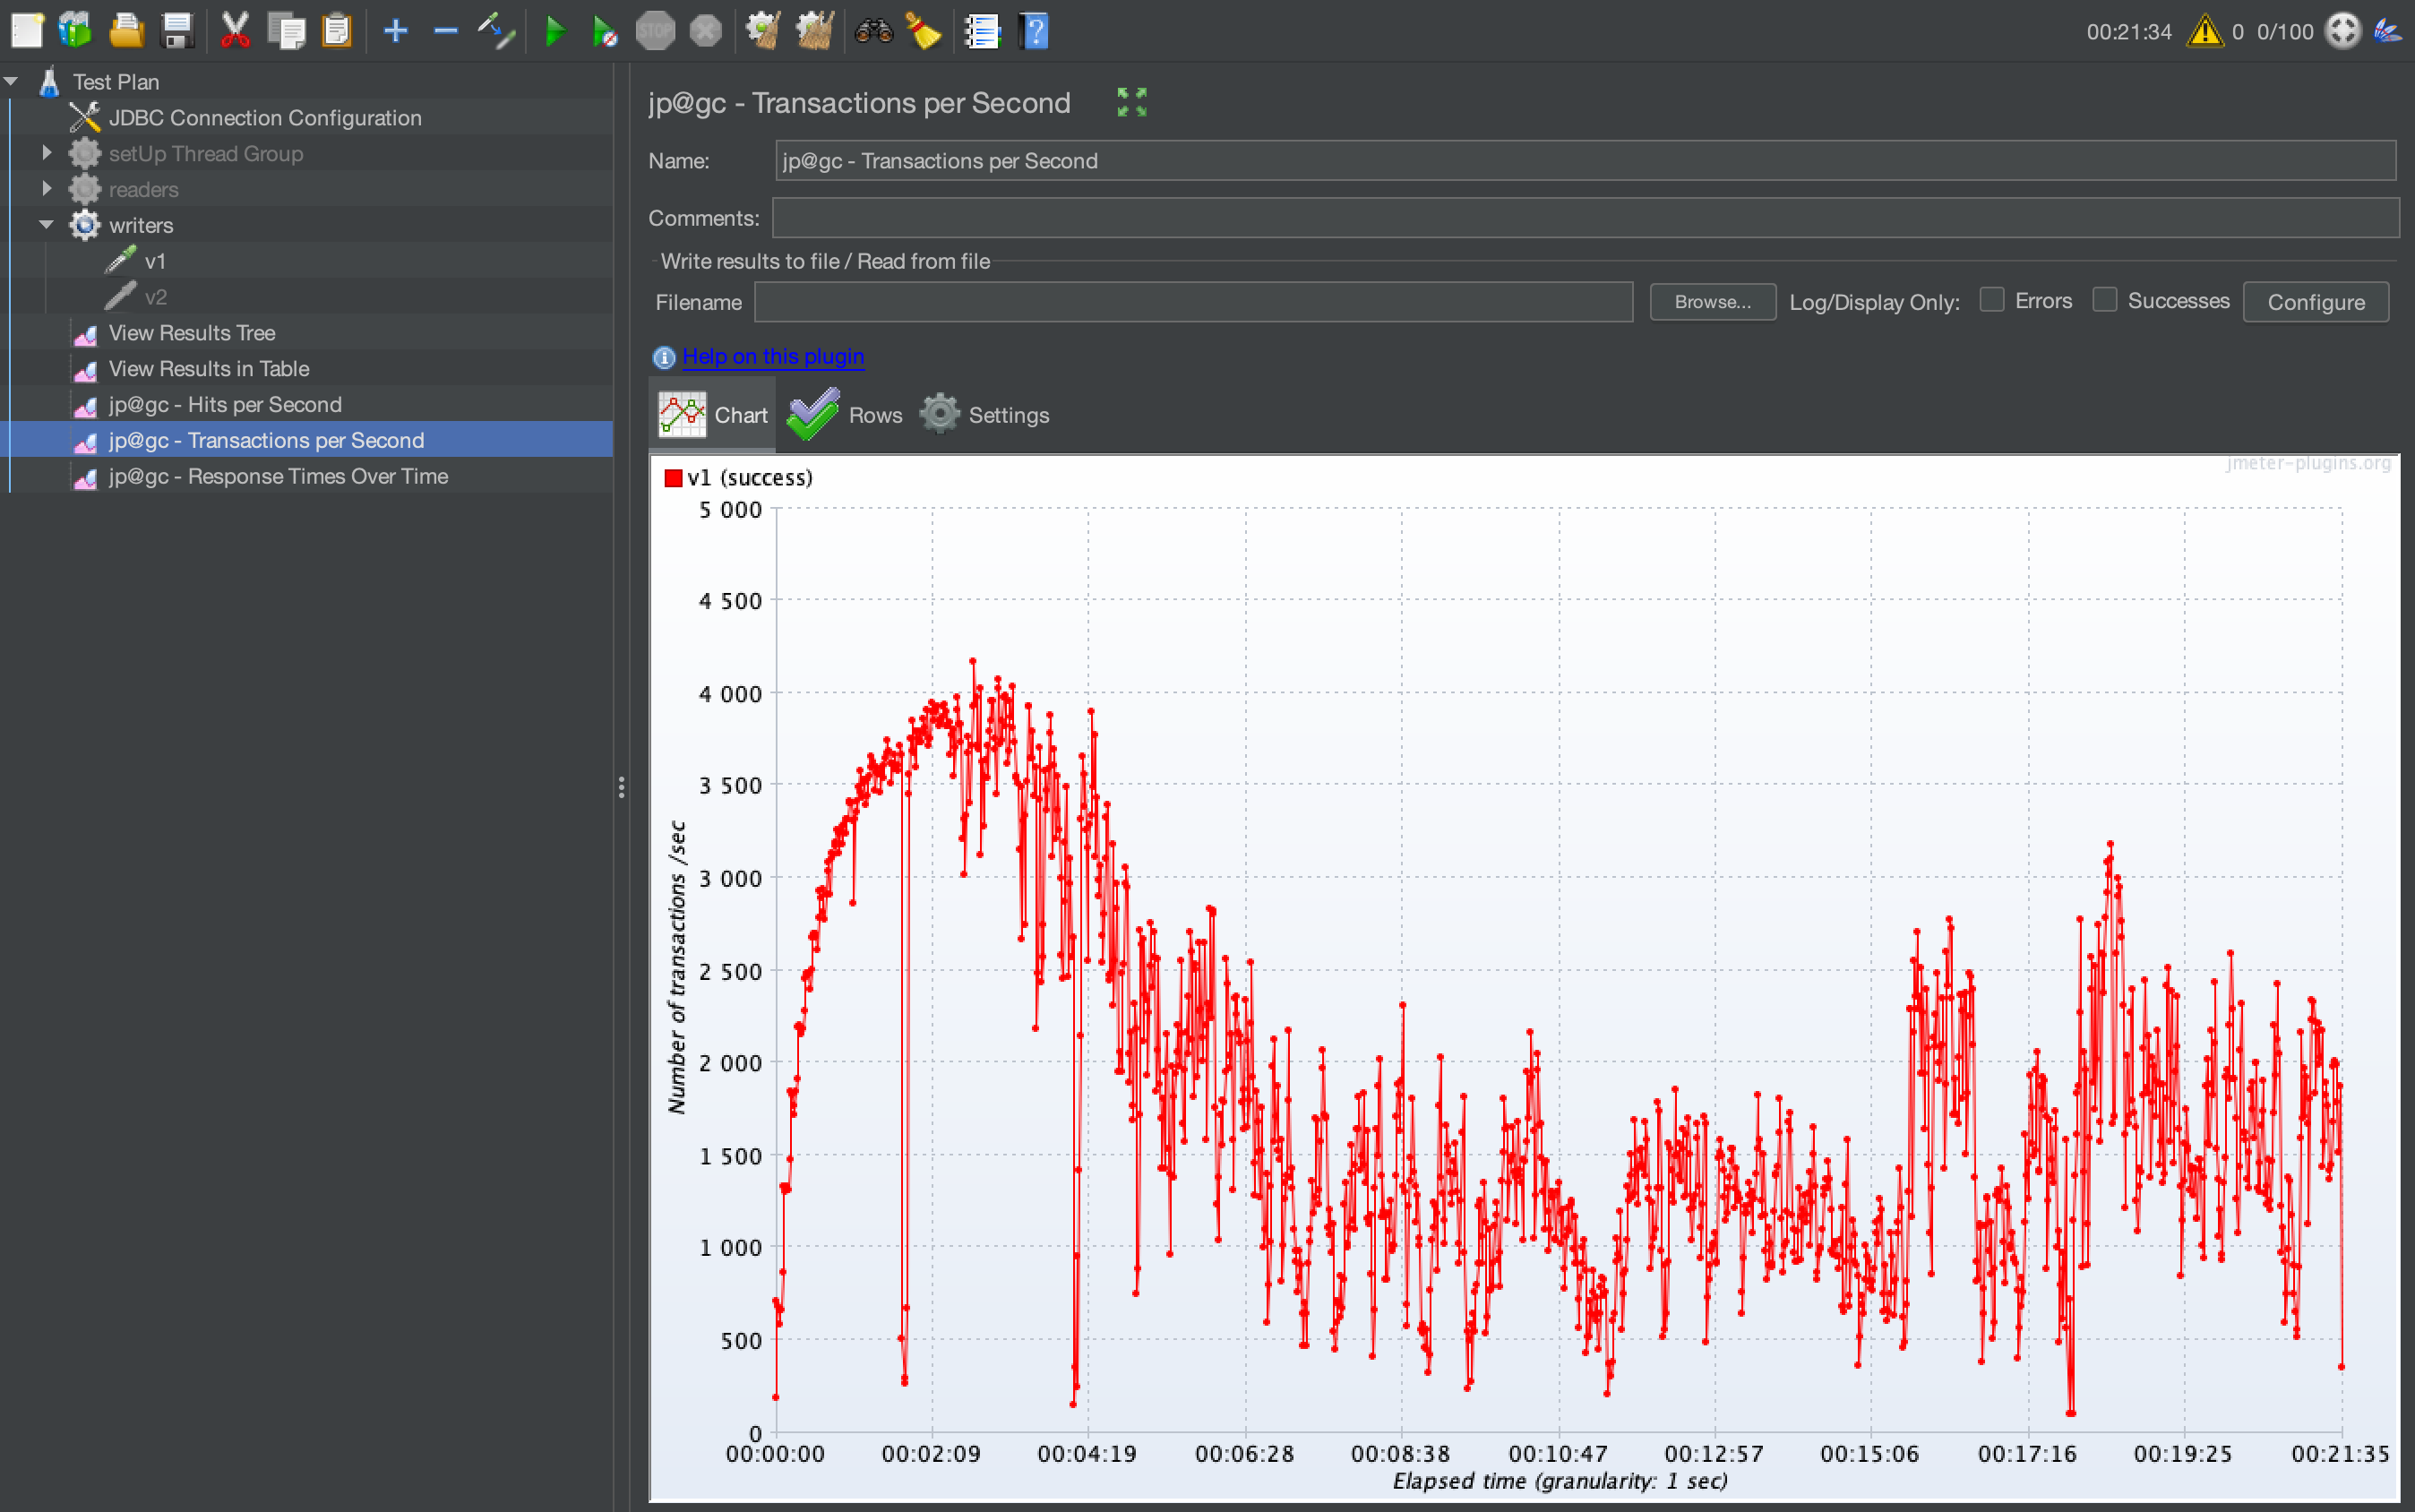 STOP
00:21:34 0 0/100
Test Plan
JDBC Connection Configuration
setUp Thread Group
readers
writers
v1
v2
View Results Tree
View Results in Table
jp@gc - Hits per Second
jp@gc - Transactions per Second
jp@gc - Response Times Over Time
jp@gc - Transactions per Second
Name: jp@gc - Transactions per Second
Comments:
Write results to file / Read from file
Filename Browse... Log/Display Only: Errors Successes Configure
Help on this plugin
Chart Rows Settings
jmeter-plugins.org
v1 (success)
5 000
4 500
4 000
3 500
3 000
2 500
2 000
1 500
1 000
500
0
Number of transactions /sec
00:00:00 00:02:09 00:04:19 00:06:28 00:08:38 00:10:47 00:12:57 00:15:06 00:17:16 00:19:25 00:21:35
Elapsed time (granularity: 1 sec)